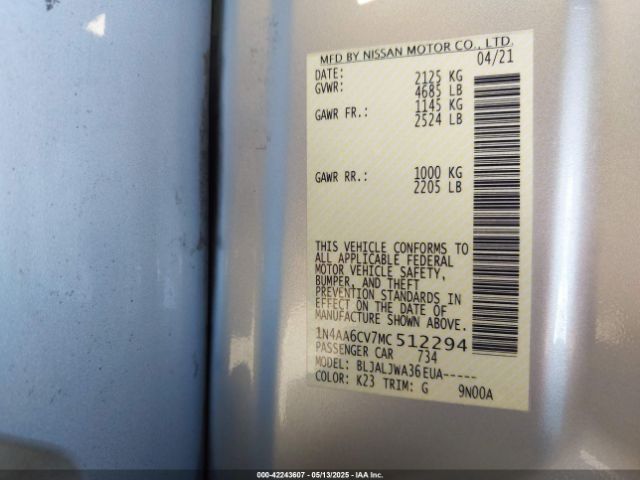 MFD BY NISSAN MOTOR CO., LTD.
DATE: 04/21
GVWR: 2125 KG
4685 LB
GAWR FR.: 1145 KG
2524 LB
GAWR RR.: 1000 KG
2205 LB
THIS VEHICLE CONFORMS TO
ALL APPLICABLE FEDERAL
MOTOR VEHICLE SAFETY,
BUMPER, AND THEFT
PREVENTION STANDARDS IN
EFFECT ON THE DATE OF
MANUFACTURE SHOWN ABOVE.
1N4AA6CV7MC512294
PASSENGER CAR 734
MODEL: BLJALJWA36EUA-----
COLOR: K23 TRIM: G 9N00A
000-42243607 - 05/13/2025 - IAA Inc.